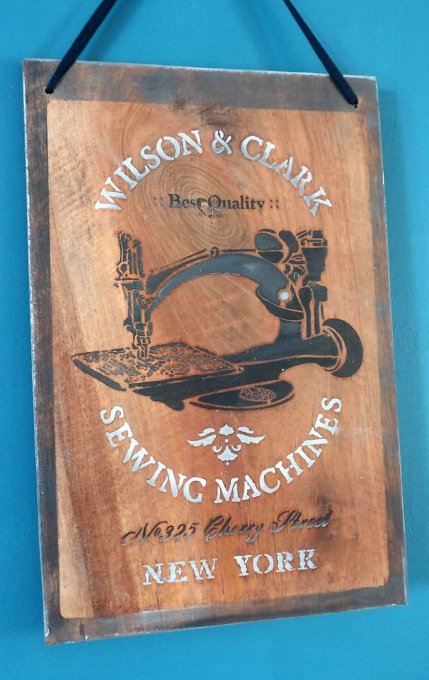 WILSON & CLARK
:: Best Quality ::
SEWING MACHINES
No 325 Cherry Street
NEW YORK